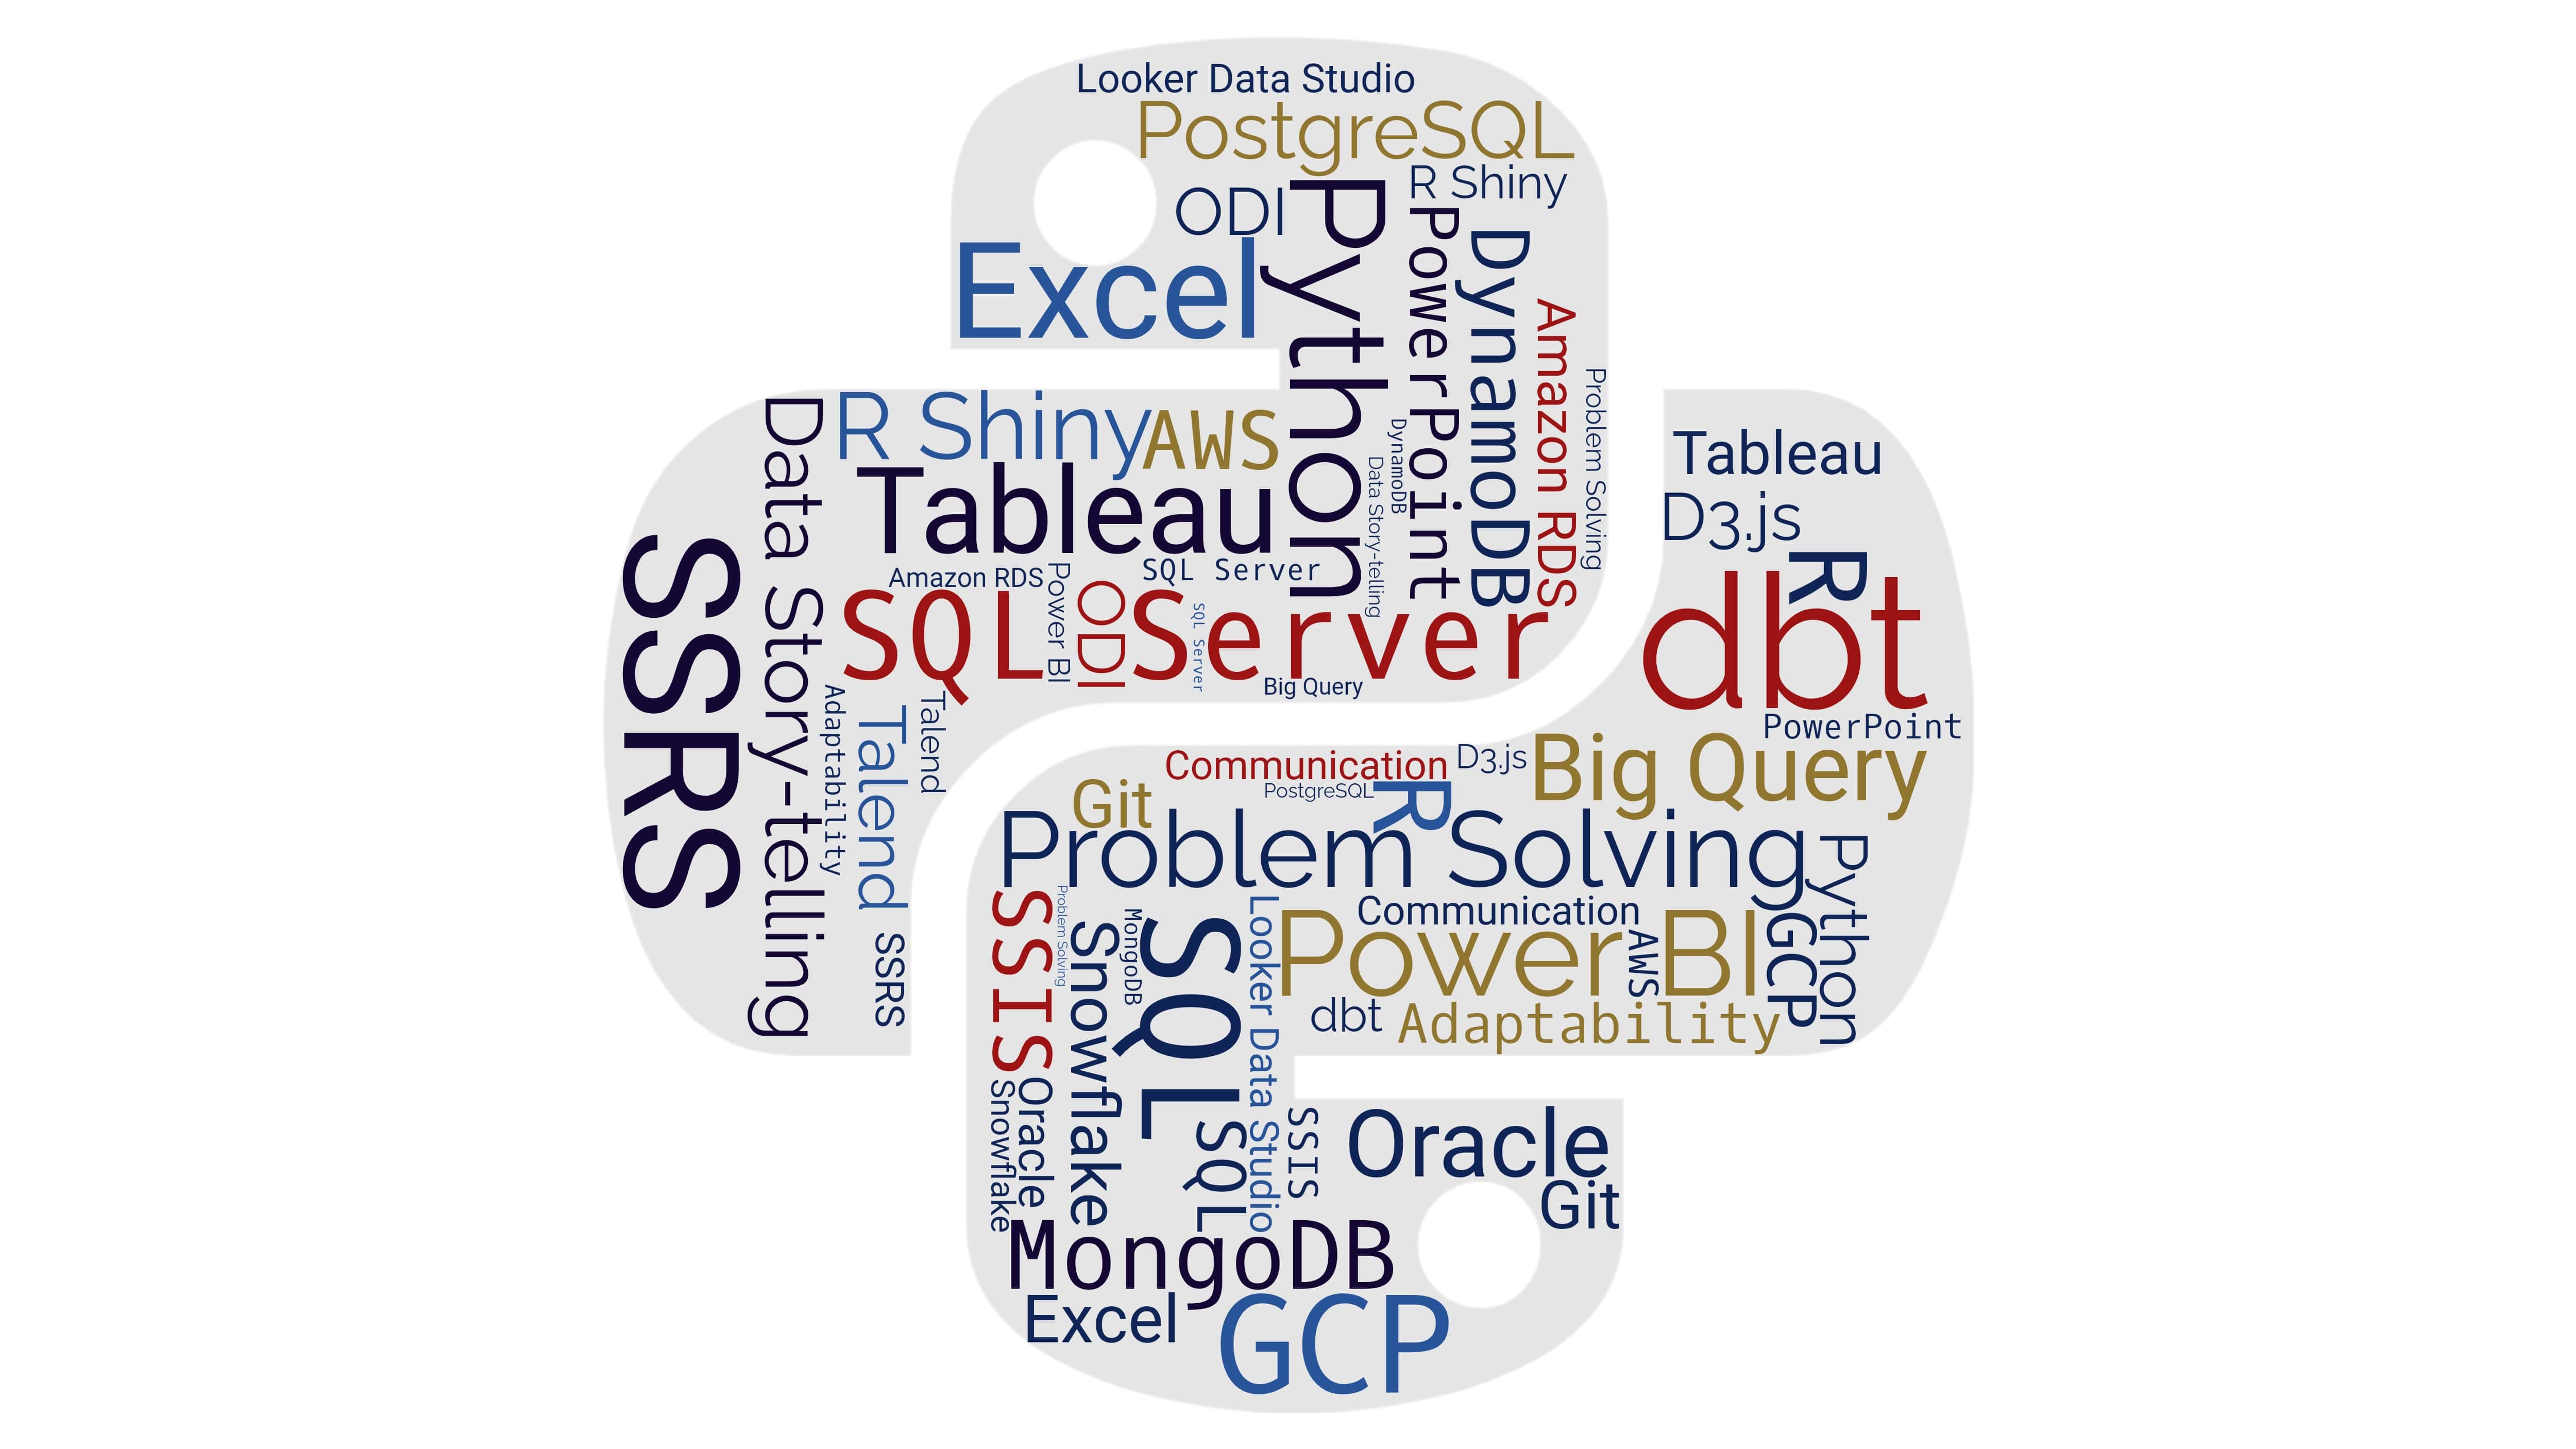 Looker Data Studio
PostgreSQL
R Shiny
ODI
Python
PowerPoint
DynamoDB
Excel
Amazon RDS
Problem Solving
R Shiny
AWS
Data Story-telling
DynamoDB
Data Story-telling
Tableau
Tableau
D3.js
R
SSRS
Amazon RDS
Power BI
SQL Server
ODI
SQL Server
SQL Server
dbt
Big Query
Adaptability
Talend
Talend
PowerPoint
Communication
D3.js
Big Query
Git
PostgreSQL
R
Problem Solving
Python
SSRS
SSIS
Problem Solving
Snowflake
MongoDB
SQL
Looker Data Studio
Communication
Power BI
AWS
GCP
dbt
Adaptability
Snowflake
Oracle
SQL
SSIS
Oracle
Git
MongoDB
Excel
GCP